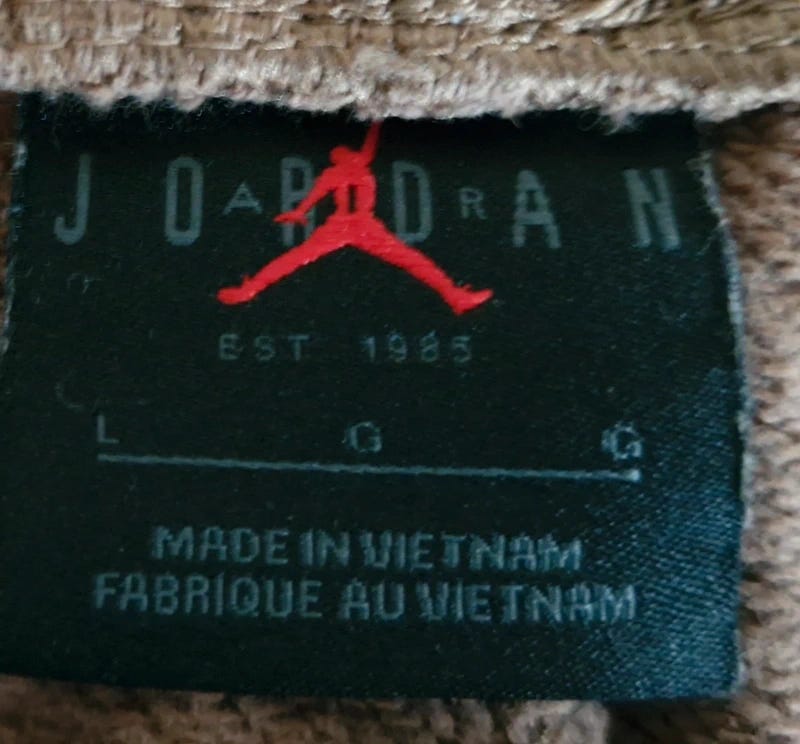 JORDAN
A R
EST 1985
L G G
MADE IN VIETNAM
FABRIQUE AU VIETNAM